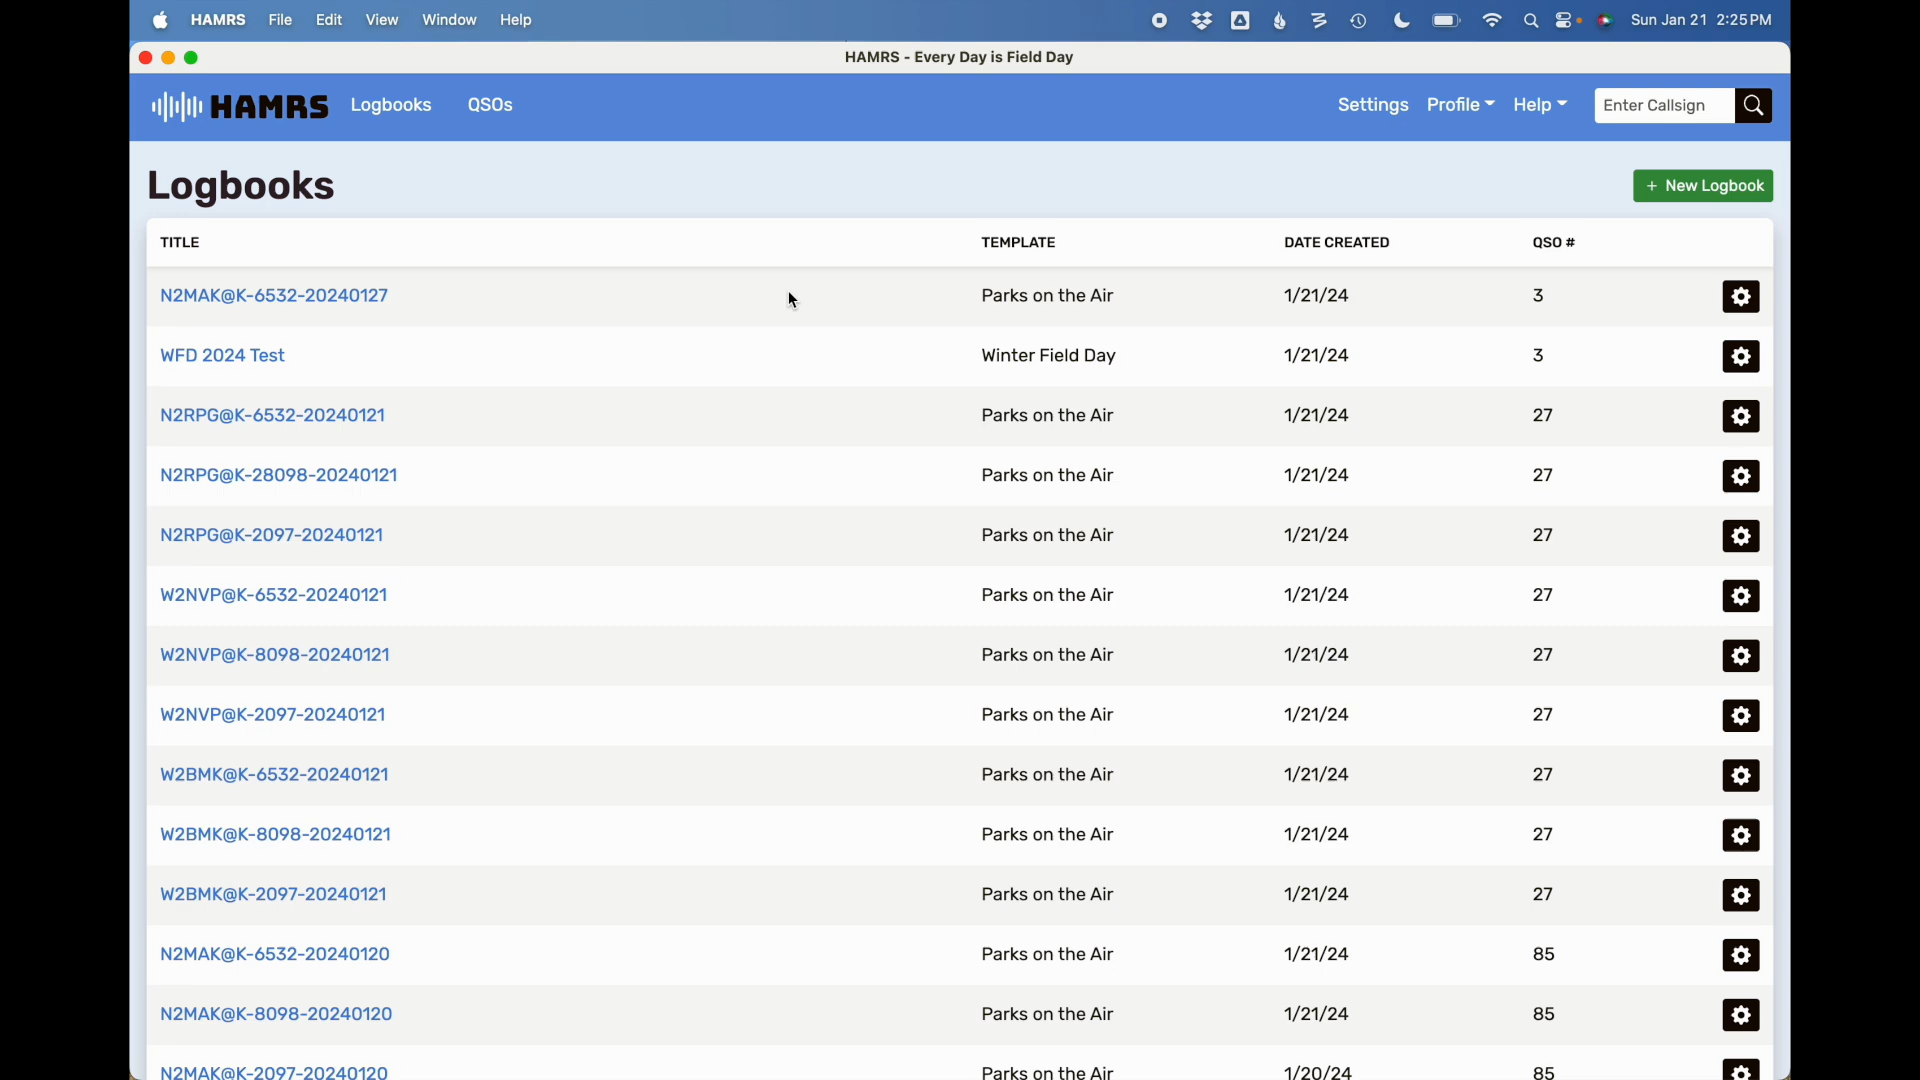 HAMRS File Edit View Window Help Sun Jan 21 2:25 PM
HAMRS - Every Day is Field Day
HAMRS Logbooks QSOs Settings Profile Help Enter Callsign
Logbooks + New Logbook
TITLE TEMPLATE DATE CREATED QSO #
N2MAK@K-6532-20240127 Parks on the Air 1/21/24 3
WFD 2024 Test Winter Field Day 1/21/24 3
N2RPG@K-6532-20240121 Parks on the Air 1/21/24 27
N2RPG@K-28098-20240121 Parks on the Air 1/21/24 27
N2RPG@K-2097-20240121 Parks on the Air 1/21/24 27
W2NVP@K-6532-20240121 Parks on the Air 1/21/24 27
W2NVP@K-8098-20240121 Parks on the Air 1/21/24 27
W2NVP@K-2097-20240121 Parks on the Air 1/21/24 27
W2BMK@K-6532-20240121 Parks on the Air 1/21/24 27
W2BMK@K-8098-20240121 Parks on the Air 1/21/24 27
W2BMK@K-2097-20240121 Parks on the Air 1/21/24 27
N2MAK@K-6532-20240120 Parks on the Air 1/21/24 85
N2MAK@K-8098-20240120 Parks on the Air 1/21/24 85
N2MAK@K-2097-20240120 Parks on the Air 1/20/24 85